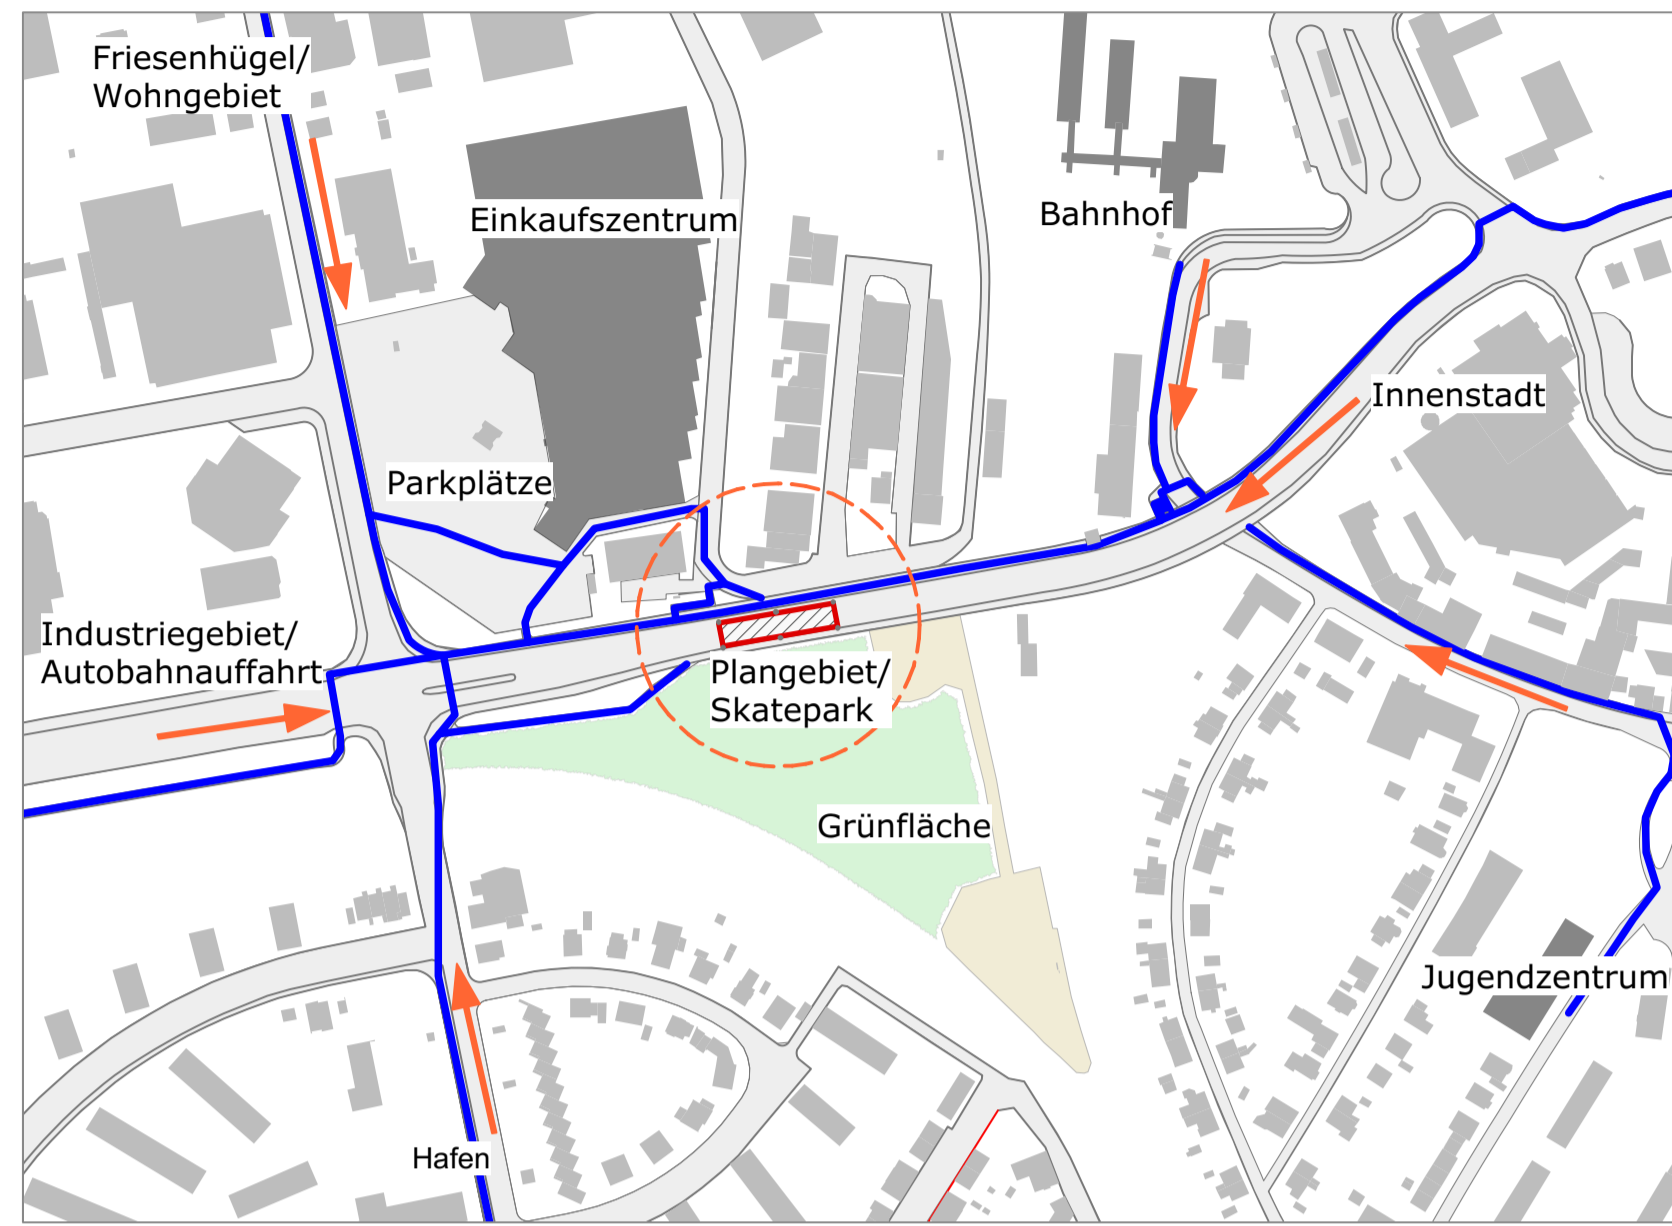 Friesenhügel/
Wohngebiet
Einkaufszentrum
Bahnhof
Innenstadt
Parkplätze
Industriegebiet/
Autobahnauffahrt
Plangebiet/
Skatepark
Grünfläche
Jugendzentrum
Hafen